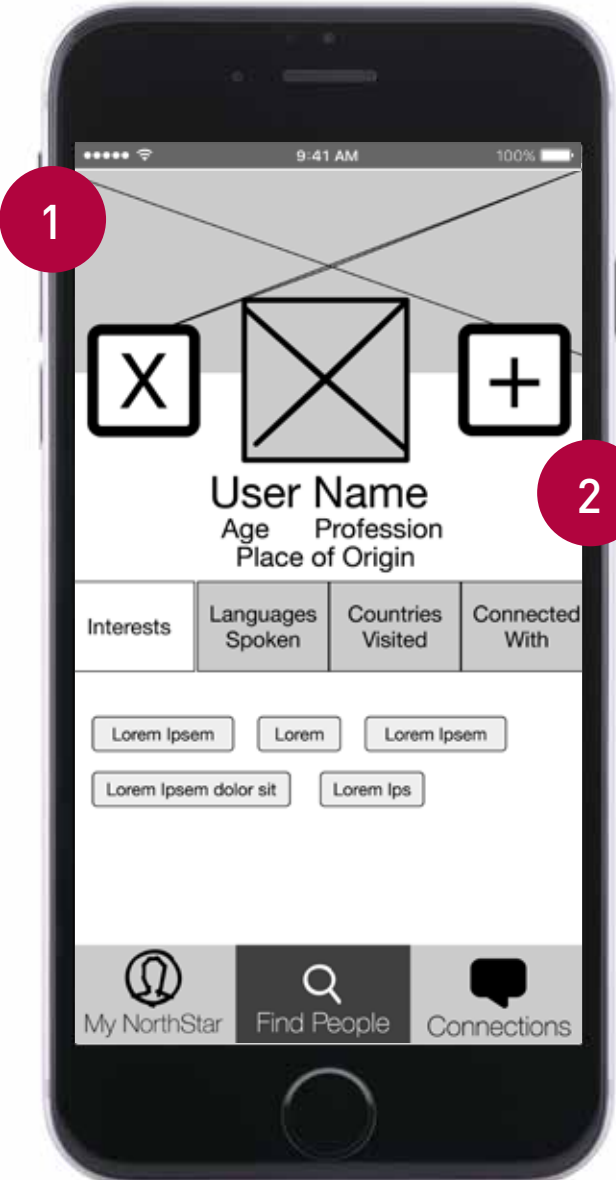 9:41 AM
100%
1
X
+
User Name
2
Age Profession
Place of Origin
Interests
Languages
Spoken
Countries
Visited
Connected
With
Lorem Ipsem
Lorem
Lorem Ipsem
Lorem Ipsem dolor sit
Lorem Ips
My NorthStar
Find People
Connections